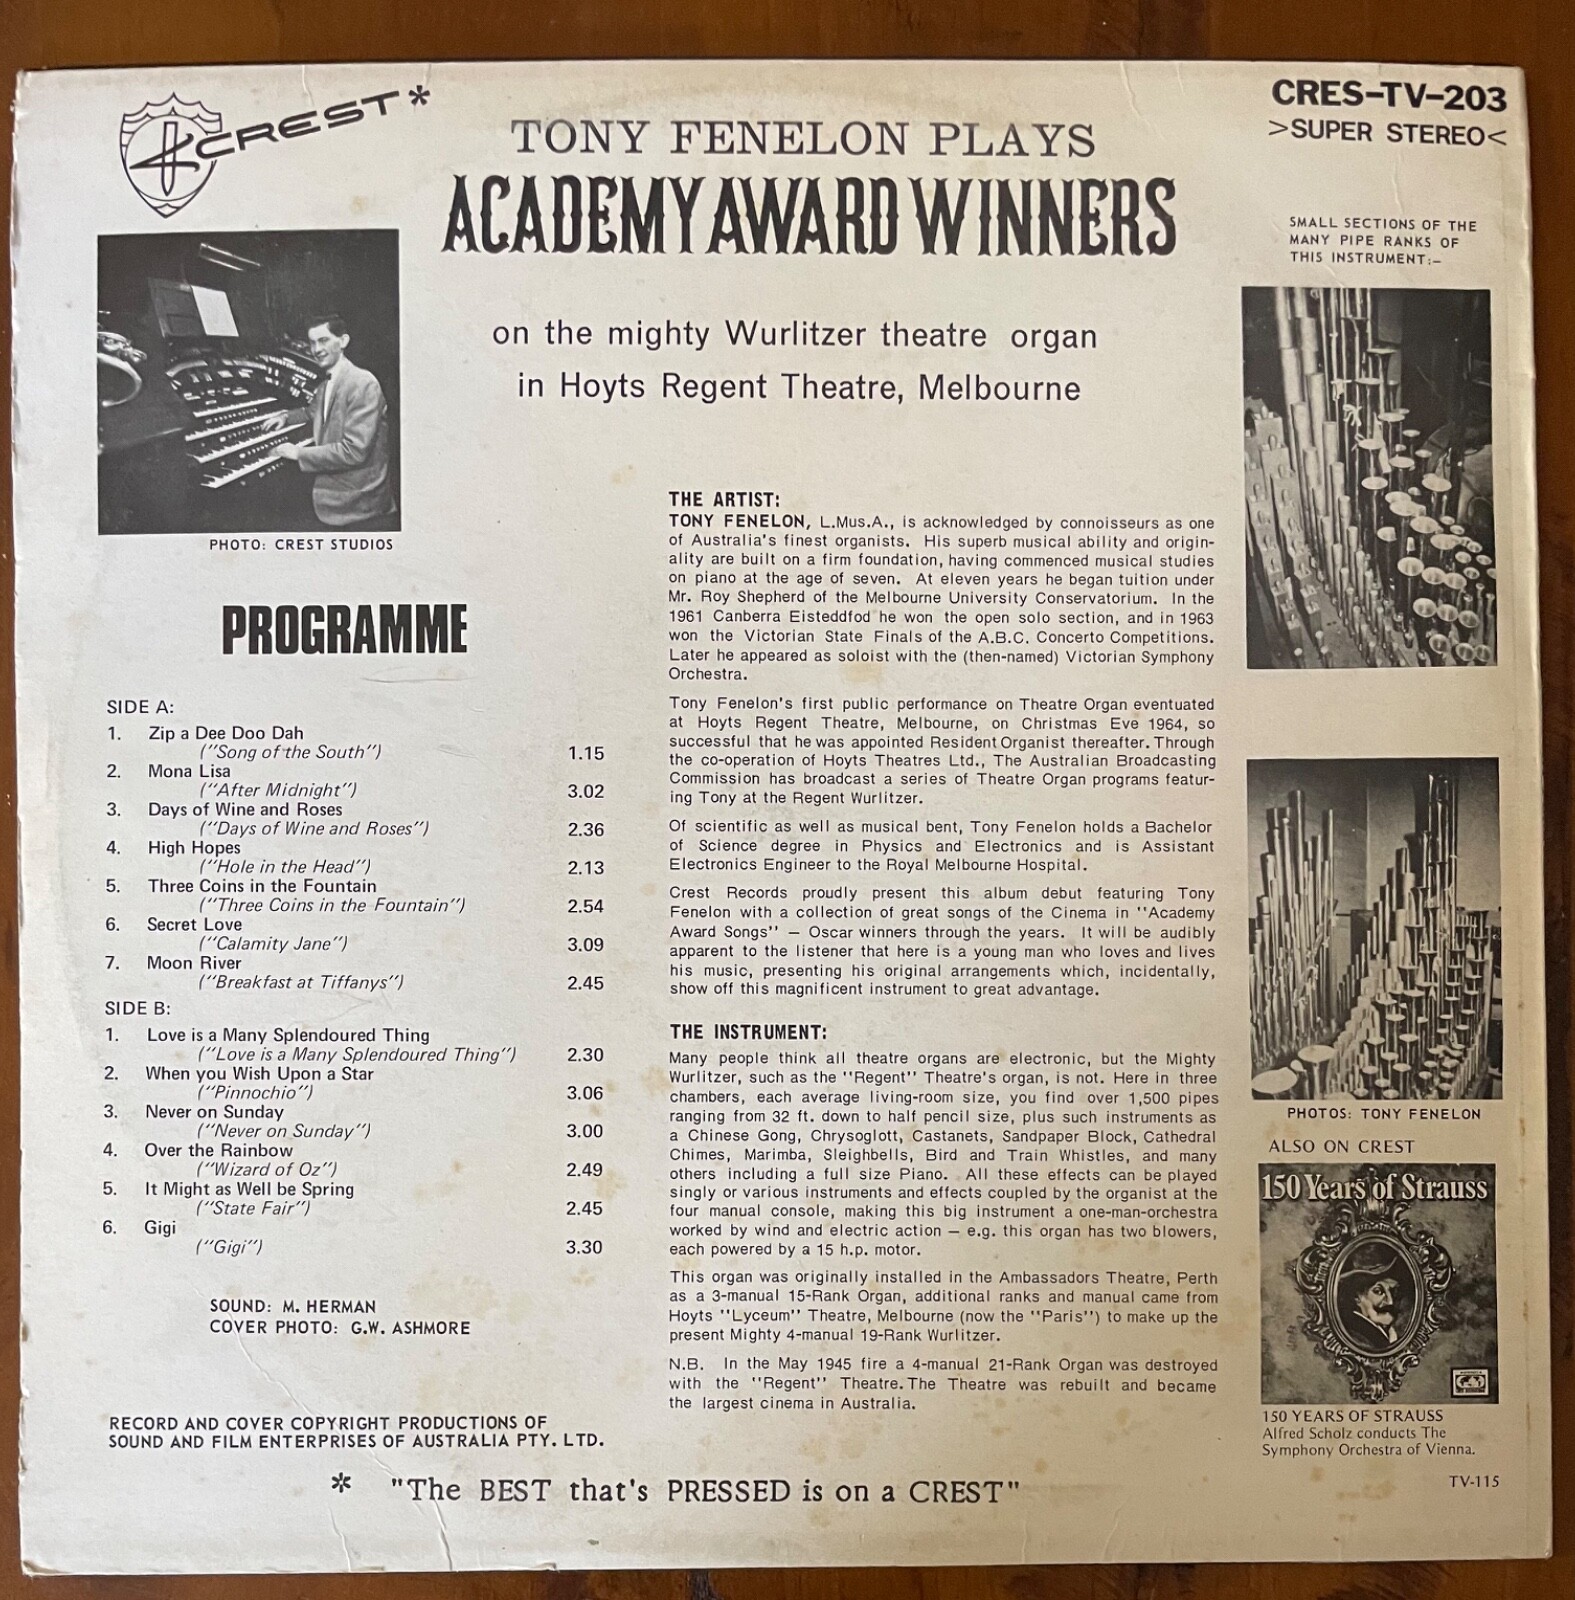 CREST*
CRES-TV-203
>SUPER STEREO<
TONY FENELON PLAYS
ACADEMY AWARD WINNERS
on the mighty Wurlitzer theatre organ
in Hoyts Regent Theatre, Melbourne
PHOTO: CREST STUDIOS
PROGRAMME
SIDE A:
1. Zip a Dee Doo Dah
("Song of the South") 1.15
2. Mona Lisa
("After Midnight") 3.02
3. Days of Wine and Roses
("Days of Wine and Roses") 2.36
4. High Hopes
("Hole in the Head") 2.13
5. Three Coins in the Fountain
("Three Coins in the Fountain") 2.54
6. Secret Love
("Calamity Jane") 3.09
7. Moon River
("Breakfast at Tiffanys") 2.45
SIDE B:
1. Love is a Many Splendoured Thing
("Love is a Many Splendoured Thing") 2.30
2. When you Wish Upon a Star
("Pinnochio") 3.06
3. Never on Sunday
("Never on Sunday") 3.00
4. Over the Rainbow
("Wizard of Oz") 2.49
5. It Might as Well be Spring
("State Fair") 2.45
6. Gigi
("Gigi") 3.30
SOUND: M. HERMAN
COVER PHOTO: G.W. ASHMORE
RECORD AND COVER COPYRIGHT PRODUCTIONS OF
SOUND AND FILM ENTERPRISES OF AUSTRALIA PTY. LTD.
THE ARTIST:
TONY FENELON, L.Mus.A., is acknowledged by connoisseurs as one
of Australia's finest organists. His superb musical ability and origin-
ality are built on a firm foundation, having commenced musical studies
on piano at the age of seven. At eleven years he began tuition under
Mr. Roy Shepherd of the Melbourne University Conservatorium. In the
1961 Canberra Eisteddfod he won the open solo section, and in 1963
won the Victorian State Finals of the A.B.C. Concerto Competitions.
Later he appeared as soloist with the (then-named) Victorian Symphony
Orchestra.
Tony Fenelon's first public performance on Theatre Organ eventuated
at Hoyts Regent Theatre, Melbourne, on Christmas Eve 1964, so
successful that he was appointed Resident Organist thereafter. Through
the co-operation of Hoyts Theatres Ltd., The Australian Broadcasting
Commission has broadcast a series of Theatre Organ programs featur-
ing Tony at the Regent Wurlitzer.
Of scientific as well as musical bent, Tony Fenelon holds a Bachelor
of Science degree in Physics and Electronics and is Assistant
Electronics Engineer to the Royal Melbourne Hospital.
Crest Records proudly present this album debut featuring Tony
Fenelon with a collection of great songs of the Cinema in "Academy
Award Songs" — Oscar winners through the years. It will be audibly
apparent to the listener that here is a young man who loves and lives
his music, presenting his original arrangements which, incidentally,
show off this magnificent instrument to great advantage.
THE INSTRUMENT:
Many people think all theatre organs are electronic, but the Mighty
Wurlitzer, such as the "Regent" Theatre's organ, is not. Here in three
chambers, each average living-room size, you find over 1,500 pipes
ranging from 32 ft. down to half pencil size, plus such instruments as
a Chinese Gong, Chrysoglott, Castanets, Sandpaper Block, Cathedral
Chimes, Marimba, Sleighbells, Bird and Train Whistles, and many
others including a full size Piano. All these effects can be played
singly or various instruments and effects coupled by the organist at the
four manual console, making this big instrument a one-man-orchestra
worked by wind and electric action — e.g. this organ has two blowers,
each powered by a 15 h.p. motor.
This organ was originally installed in the Ambassadors Theatre, Perth
as a 3-manual 15-Rank Organ, additional ranks and manual came from
Hoyts "Lyceum" Theatre, Melbourne (now the "Paris") to make up the
present Mighty 4-manual 19-Rank Wurlitzer.
N.B. In the May 1945 fire a 4-manual 21-Rank Organ was destroyed
with the "Regent" Theatre. The Theatre was rebuilt and became
the largest cinema in Australia.
SMALL SECTIONS OF THE
MANY PIPE RANKS OF
THIS INSTRUMENT:–
PHOTOS: TONY FENELON
ALSO ON CREST
150 Years of Strauss
150 YEARS OF STRAUSS
Alfred Scholz conducts The
Symphony Orchestra of Vienna.
TV-115
* "The BEST that's PRESSED is on a CREST"